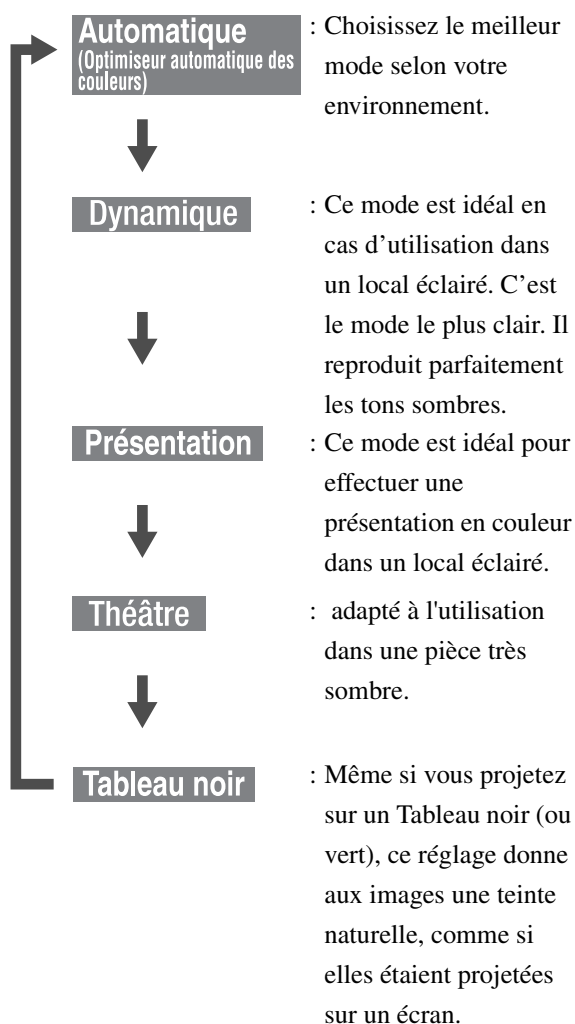 Automatique
(Optimiseur automatique des
couleurs)
: Choisissez le meilleur
mode selon votre
environnement.
Dynamique
: Ce mode est idéal en
cas d’utilisation dans
un local éclairé. C’est
le mode le plus clair. Il
reproduit parfaitement
les tons sombres.
Présentation
: Ce mode est idéal pour
effectuer une
présentation en couleur
dans un local éclairé.
Théâtre
: adapté à l'utilisation
dans une pièce très
sombre.
Tableau noir
: Même si vous projetez
sur un Tableau noir (ou
vert), ce réglage donne
aux images une teinte
naturelle, comme si
elles étaient projetées
sur un écran.